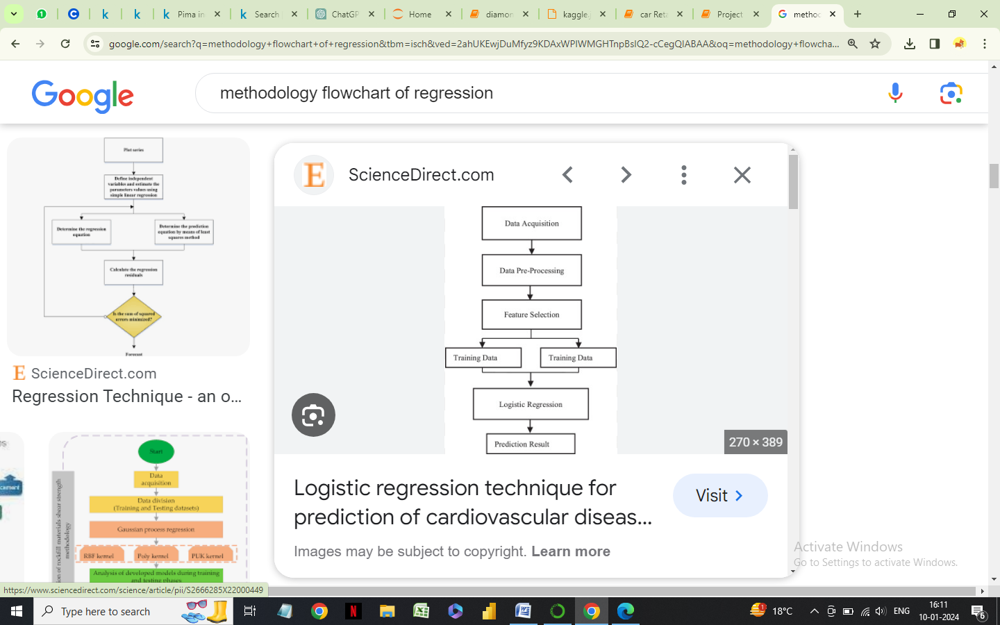 Pima in
Search
ChatGP
Home
diamon
kaggle.j
car Reta
Project
method
google.com/search?q=methodology+flowchart+of+regression&tbm=isch&ved=2ahUKEwjDuMfyz9KDAxWPIWMGHTnpBsIQ2-cCegQIABAA&oq=methodology+flowcha...
Google
methodology flowchart of regression
Plot series
Define independent
variables and estimate the
parameters values using
simple linear regression
Determine the regression
equation
Determine the prediction
equation by means of least
squares method
Calculate the regression
residuals
Is the sum of squared
errors minimized?
Forecast
E ScienceDirect.com
Regression Technique - an o...
cement
Start
Data
acquisition
Data division
(Training and Testing datasets)
Gaussian process regression
RBF kernel
Poly kernel
PUK kernel
Analysis of developed models during training
and testing phases
on of rockfill materials shear strength
methodology
E ScienceDirect.com
Data Acquisition
Data Pre-Processing
Feature Selection
Training Data
Training Data
Logistic Regression
Prediction Result
270 × 389
Logistic regression technique for
prediction of cardiovascular diseas...
Visit
Images may be subject to copyright. Learn more
Activate Windows
Go to Settings to activate Windows.
https://www.sciencedirect.com/science/article/pii/S2666285X22000449
Type here to search
18°C
ENG
16:11
10-01-2024
6